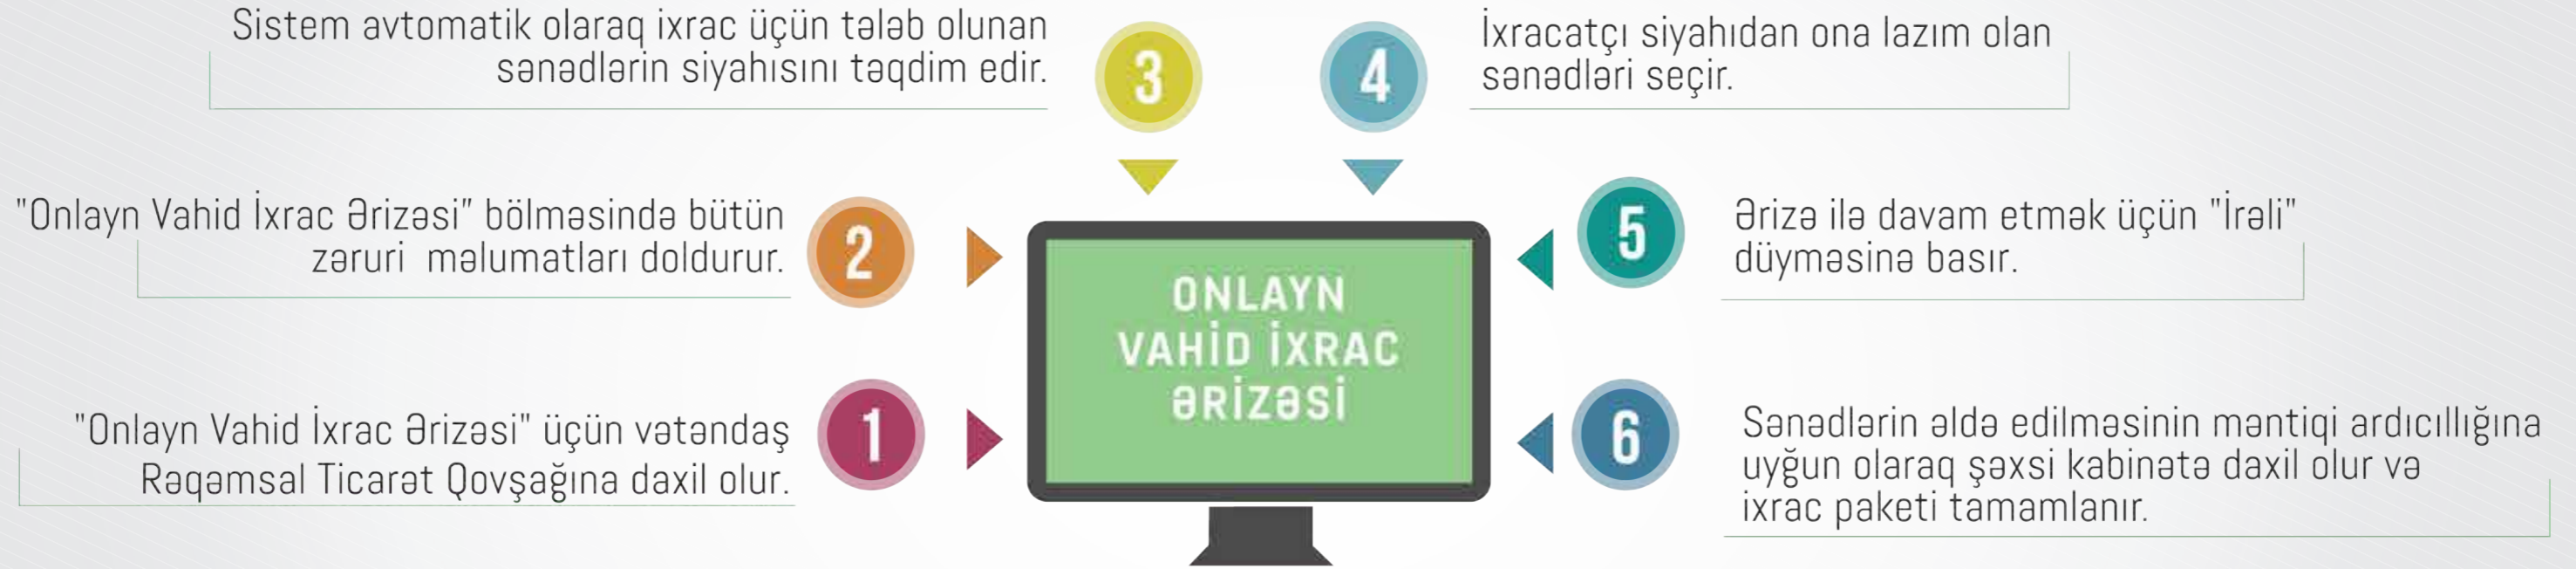 Sistem avtomatik olaraq ixrac üçün tələb olunan
sənədlərin siyahısını təqdim edir.
3
4
İxracatçı siyahıdan ona lazım olan
sənədləri seçir.
"Onlayn Vahid İxrac Ərizəsi" bölməsində bütün
zəruri məlumatları doldurur.
2
5
Ərizə ilə davam etmək üçün "İrəli"
düyməsinə basır.
ONLAYN
VAHİD İXRAC
ƏRİZƏSİ
"Onlayn Vahid İxrac Ərizəsi" üçün vətəndaş
Rəqəmsal Ticarət Qovşağına daxil olur.
1
6
Sənədlərin əldə edilməsinin məntiqi ardıcıllığına
uyğun olaraq şəxsi kabinətə daxil olur və
ixrac paketi tamamlanır.